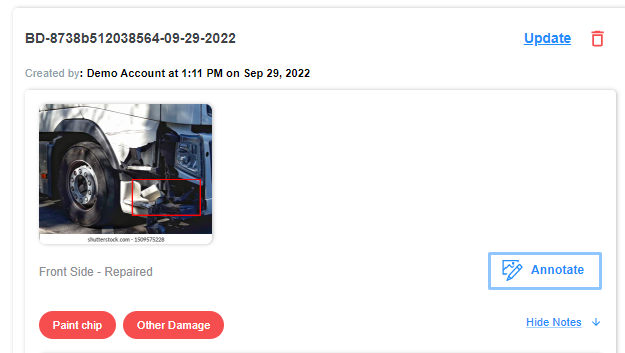 BD-8738b512038564-09-29-2022
Update
Created by: Demo Account at 1:11 PM on Sep 29, 2022
shutterstock.com · 1509575228
Front Side - Repaired
Annotate
Paint chip
Other Damage
Hide Notes